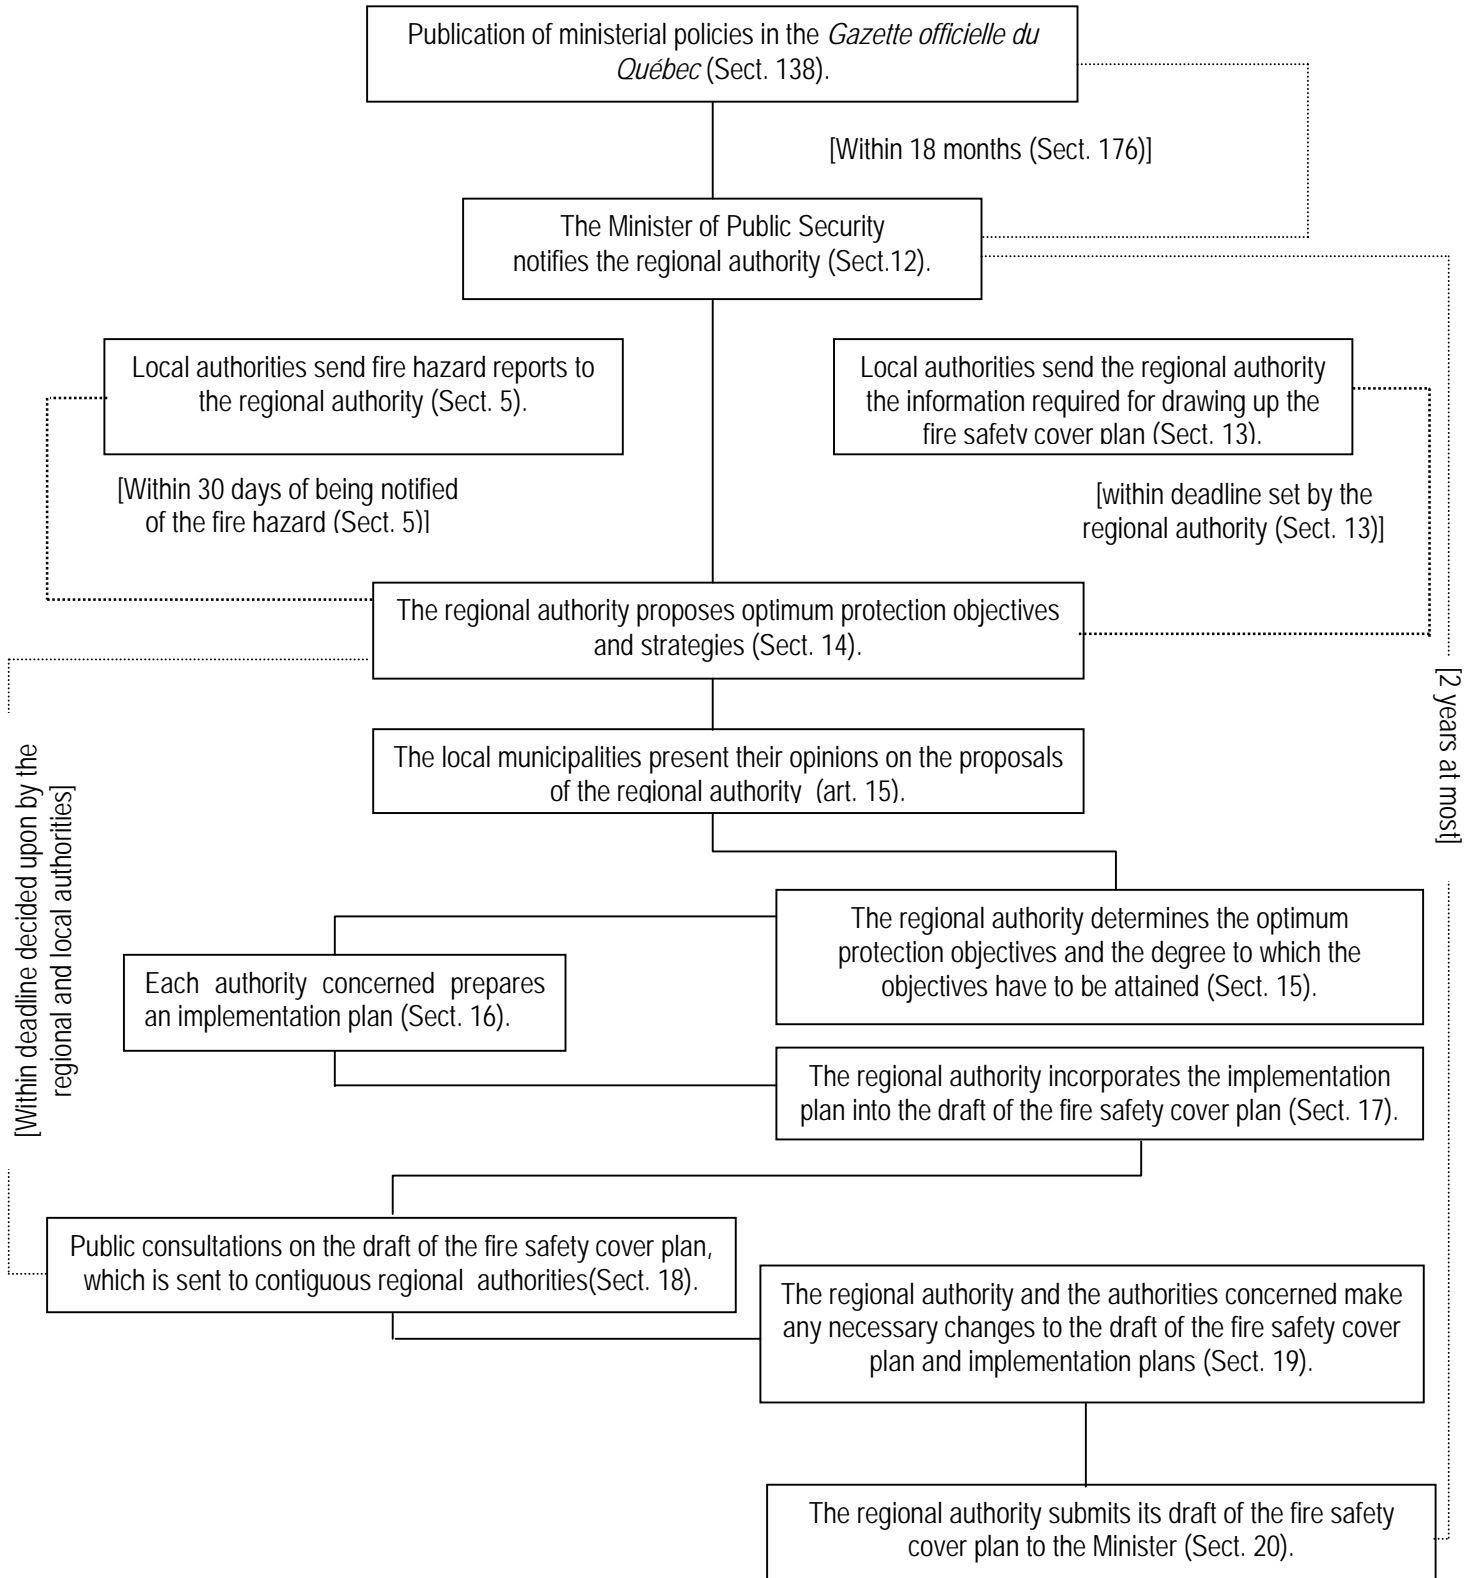 Publication of ministerial policies in the Gazette officielle du
Québec (Sect. 138).
[Within 18 months (Sect. 176)]
The Minister of Public Security
notifies the regional authority (Sect.12).
Local authorities send fire hazard reports to
the regional authority (Sect. 5).
Local authorities send the regional authority
the information required for drawing up the
fire safety cover plan (Sect. 13).
[Within 30 days of being notified
of the fire hazard (Sect. 5)]
[within deadline set by the
regional authority (Sect. 13)]
The regional authority proposes optimum protection objectives
and strategies (Sect. 14).
[2 years at most]
The local municipalities present their opinions on the proposals
of the regional authority (art. 15).
[Within deadline decided upon by the
regional and local authorities]
The regional authority determines the optimum
protection objectives and the degree to which the
objectives have to be attained (Sect. 15).
Each authority concerned prepares
an implementation plan (Sect. 16).
The regional authority incorporates the implementation
plan into the draft of the fire safety cover plan (Sect. 17).
Public consultations on the draft of the fire safety cover plan,
which is sent to contiguous regional authorities(Sect. 18).
The regional authority and the authorities concerned make
any necessary changes to the draft of the fire safety cover
plan and implementation plans (Sect. 19).
The regional authority submits its draft of the fire safety
cover plan to the Minister (Sect. 20).